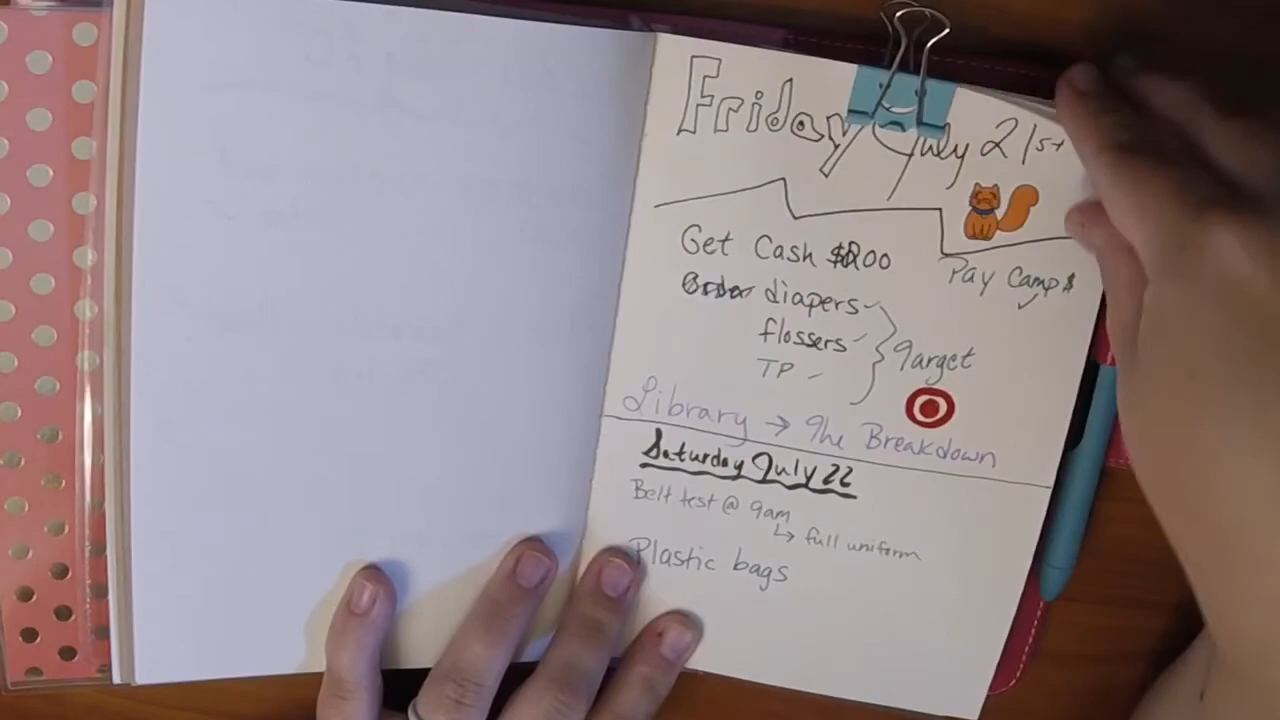 Friday July 21st
Get Cash $200
Pay Camp $
Order diapers
flossers
TP
Target
Library → The Breakdown
Saturday July 22
Belt test @ 9am
↳ full uniform
Plastic bags